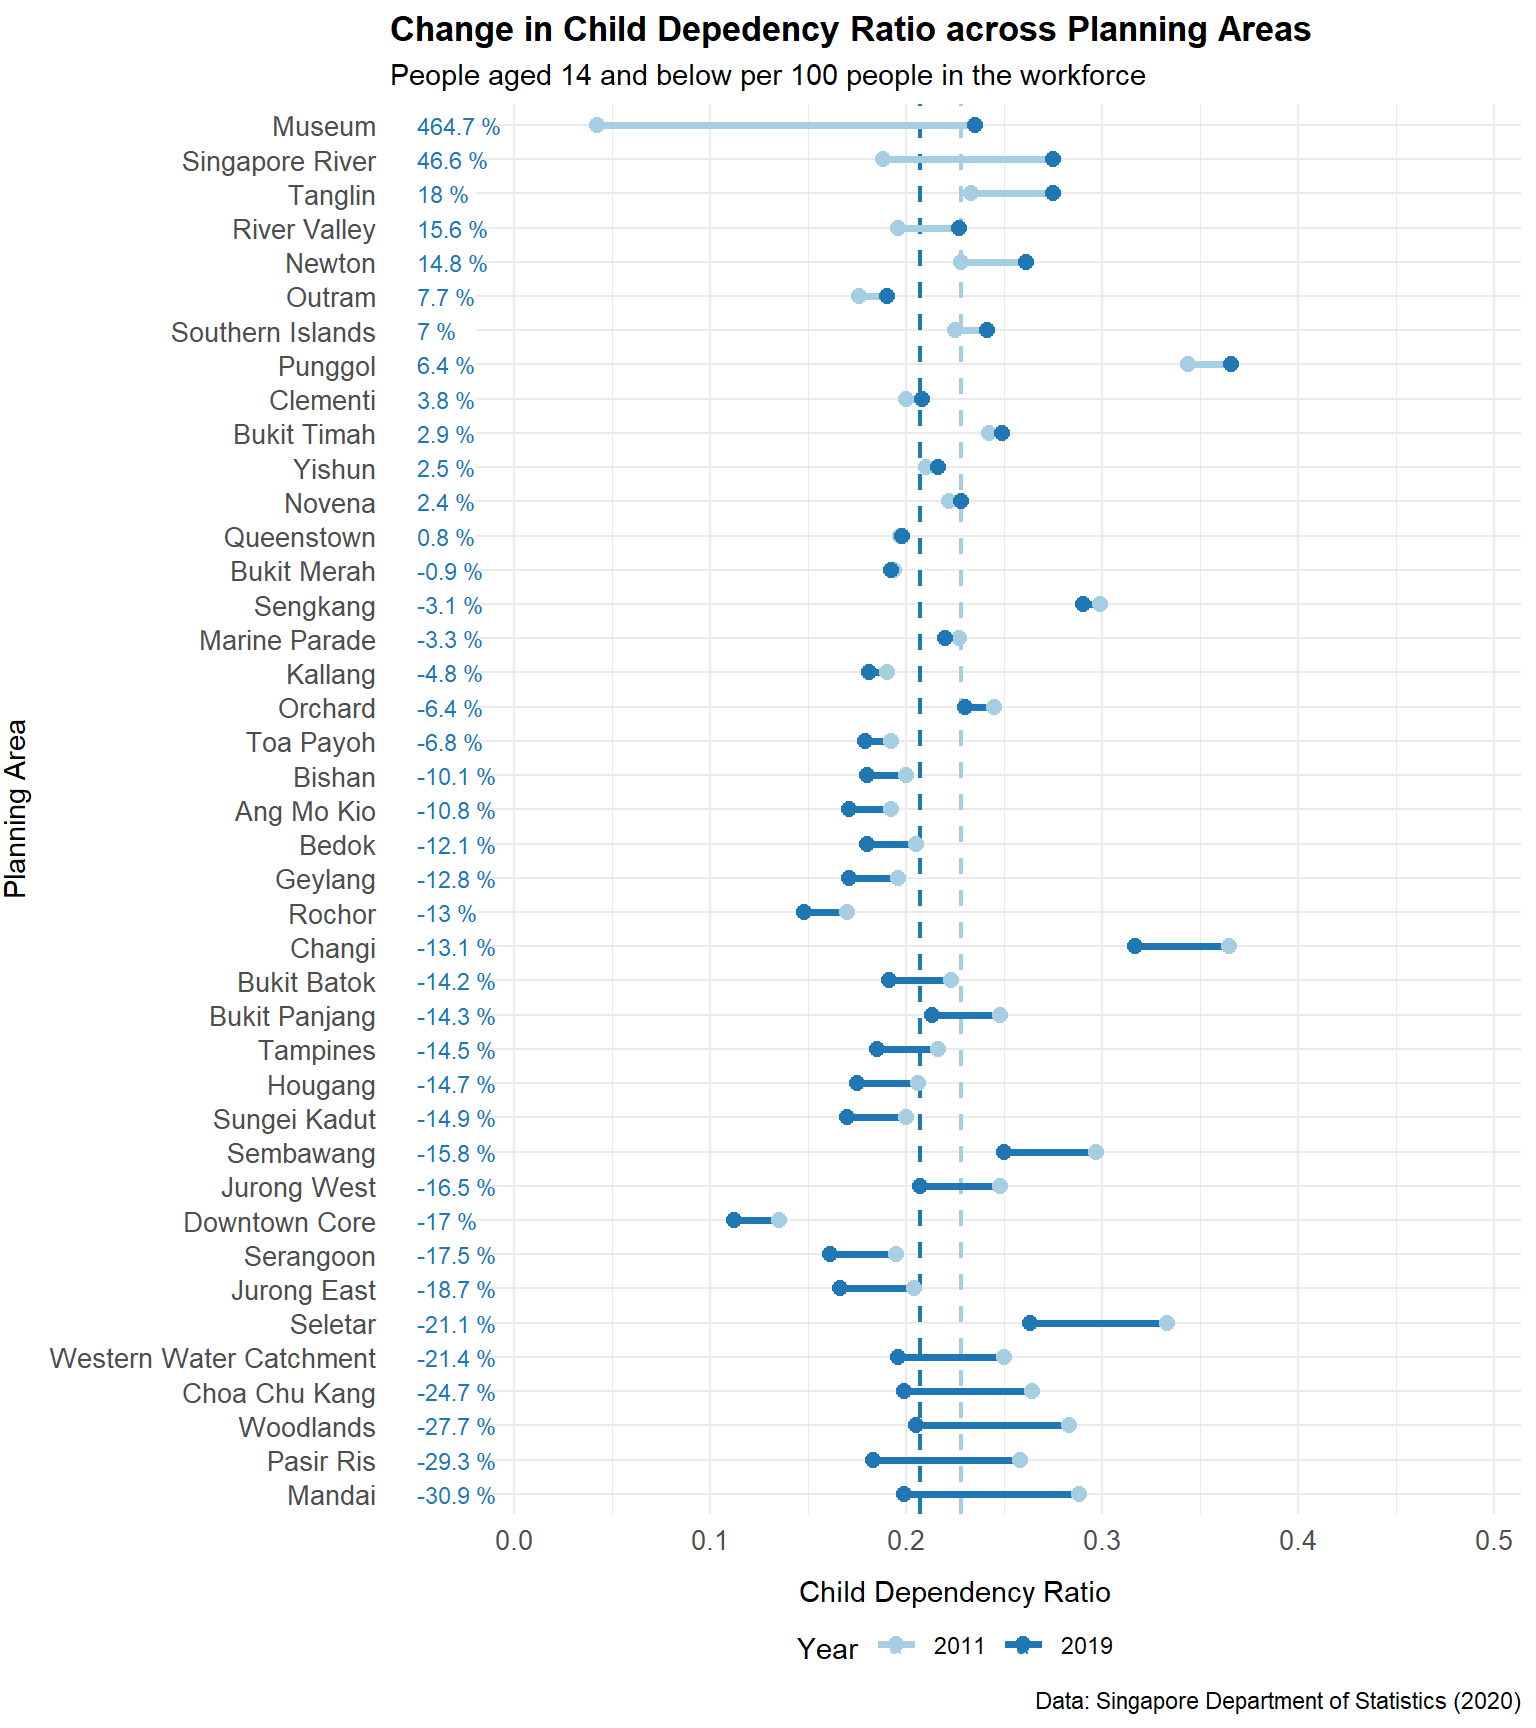 Change in Child Depedency Ratio across Planning Areas
People aged 14 and below per 100 people in the workforce
Museum 464.7 %
Singapore River 46.6 %
Tanglin 18 %
River Valley 15.6 %
Newton 14.8 %
Outram 7.7 %
Southern Islands 7 %
Punggol 6.4 %
Clementi 3.8 %
Bukit Timah 2.9 %
Yishun 2.5 %
Novena 2.4 %
Queenstown 0.8 %
Bukit Merah -0.9 %
Sengkang -3.1 %
Marine Parade -3.3 %
Kallang -4.8 %
Orchard -6.4 %
Toa Payoh -6.8 %
Bishan -10.1 %
Ang Mo Kio -10.8 %
Bedok -12.1 %
Geylang -12.8 %
Rochor -13 %
Changi -13.1 %
Bukit Batok -14.2 %
Bukit Panjang -14.3 %
Tampines -14.5 %
Hougang -14.7 %
Sungei Kadut -14.9 %
Sembawang -15.8 %
Jurong West -16.5 %
Downtown Core -17 %
Serangoon -17.5 %
Jurong East -18.7 %
Seletar -21.1 %
Western Water Catchment -21.4 %
Choa Chu Kang -24.7 %
Woodlands -27.7 %
Pasir Ris -29.3 %
Mandai -30.9 %
Planning Area
0.0 0.1 0.2 0.3 0.4 0.5
Child Dependency Ratio
Year 2011 2019
Data: Singapore Department of Statistics (2020)